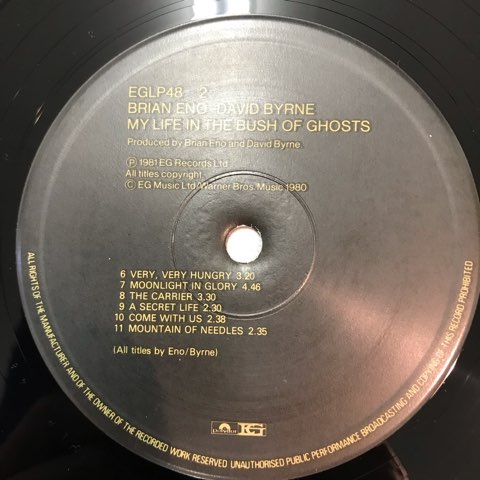 EGLP48 2
BRIAN ENO–DAVID BYRNE
MY LIFE IN THE BUSH OF GHOSTS
Produced by Brian Eno and David Byrne.
℗ 1981 EG Records Ltd.
All titles copyright
© EG Music Ltd/Warner Bros. Music 1980
6 VERY, VERY HUNGRY 3.20
7 MOONLIGHT IN GLORY 4.46
8 THE CARRIER 3.30
9 A SECRET LIFE 2.30
10 COME WITH US 2.38
11 MOUNTAIN OF NEEDLES 2.35
(All titles by Eno/Byrne)
polydor EG
ALL RIGHTS OF THE MANUFACTURER AND OF THE OWNER OF THE RECORDED WORK RESERVED UNAUTHORISED PUBLIC PERFORMANCE BROADCASTING AND COPYING OF THIS RECORD PROHIBITED